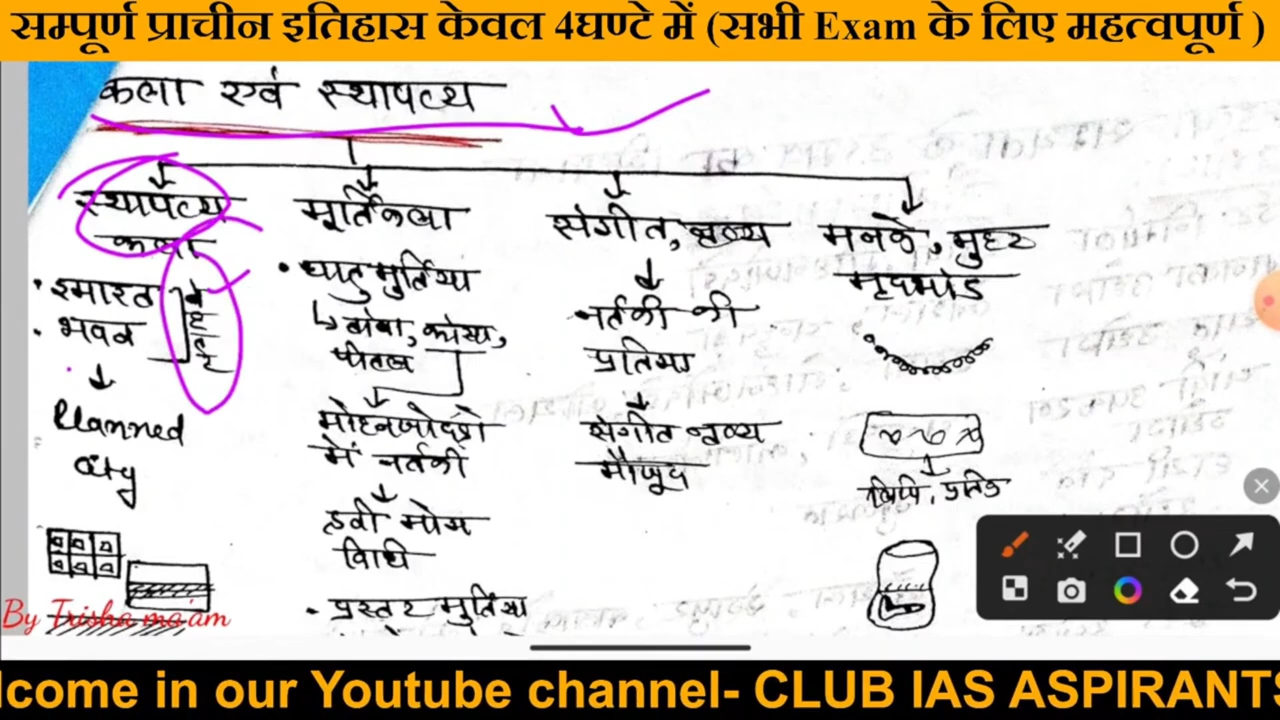 सम्पूर्ण प्राचीन इतिहास केवल 4घण्टे में (सभी Exam के लिए महत्वपूर्ण )
कला एवं स्थापत्य
स्थापत्य
कला
• इमारत
• भवन
Planned
city
मूर्तिकला
• धातु मुर्तिया
↳ तांबा, कांसा,
पीतल
मोहनजोदड़ो
में नर्तकी
द्रवी मोम
विधि
• प्रस्तर मुर्तिया
संगीत, नृत्य
नर्तकी की
प्रतिमा
संगीत नृत्य
मौजूद
मनके, मुहर
मृदभांड
लिपि, प्रतिक
By Trisha ma'am
lcome in our Youtube channel- CLUB IAS ASPIRANTS